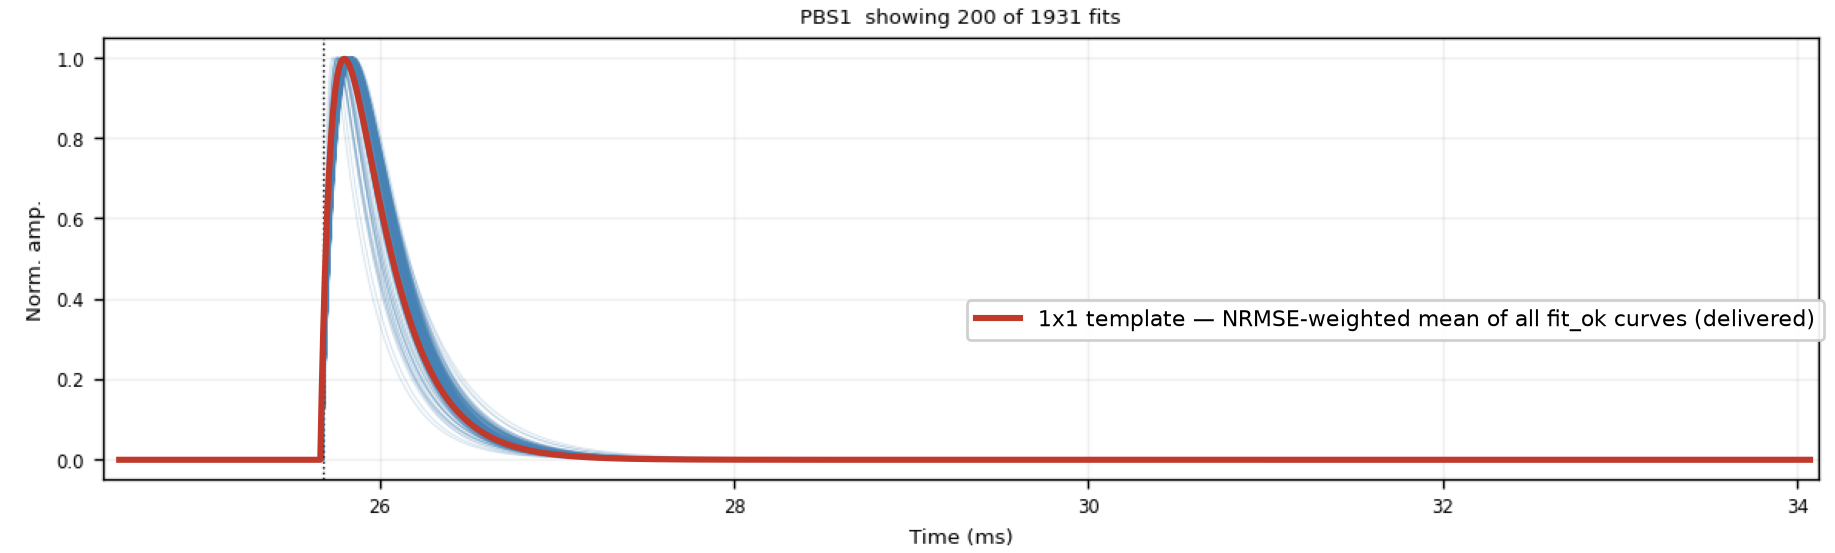 PBS1  showing 200 of 1931 fits
Norm. amp.
1.0
0.8
0.6
0.4
0.2
0.0
1x1 template — NRMSE-weighted mean of all fit_ok curves (delivered)
26
28
30
32
34
Time (ms)